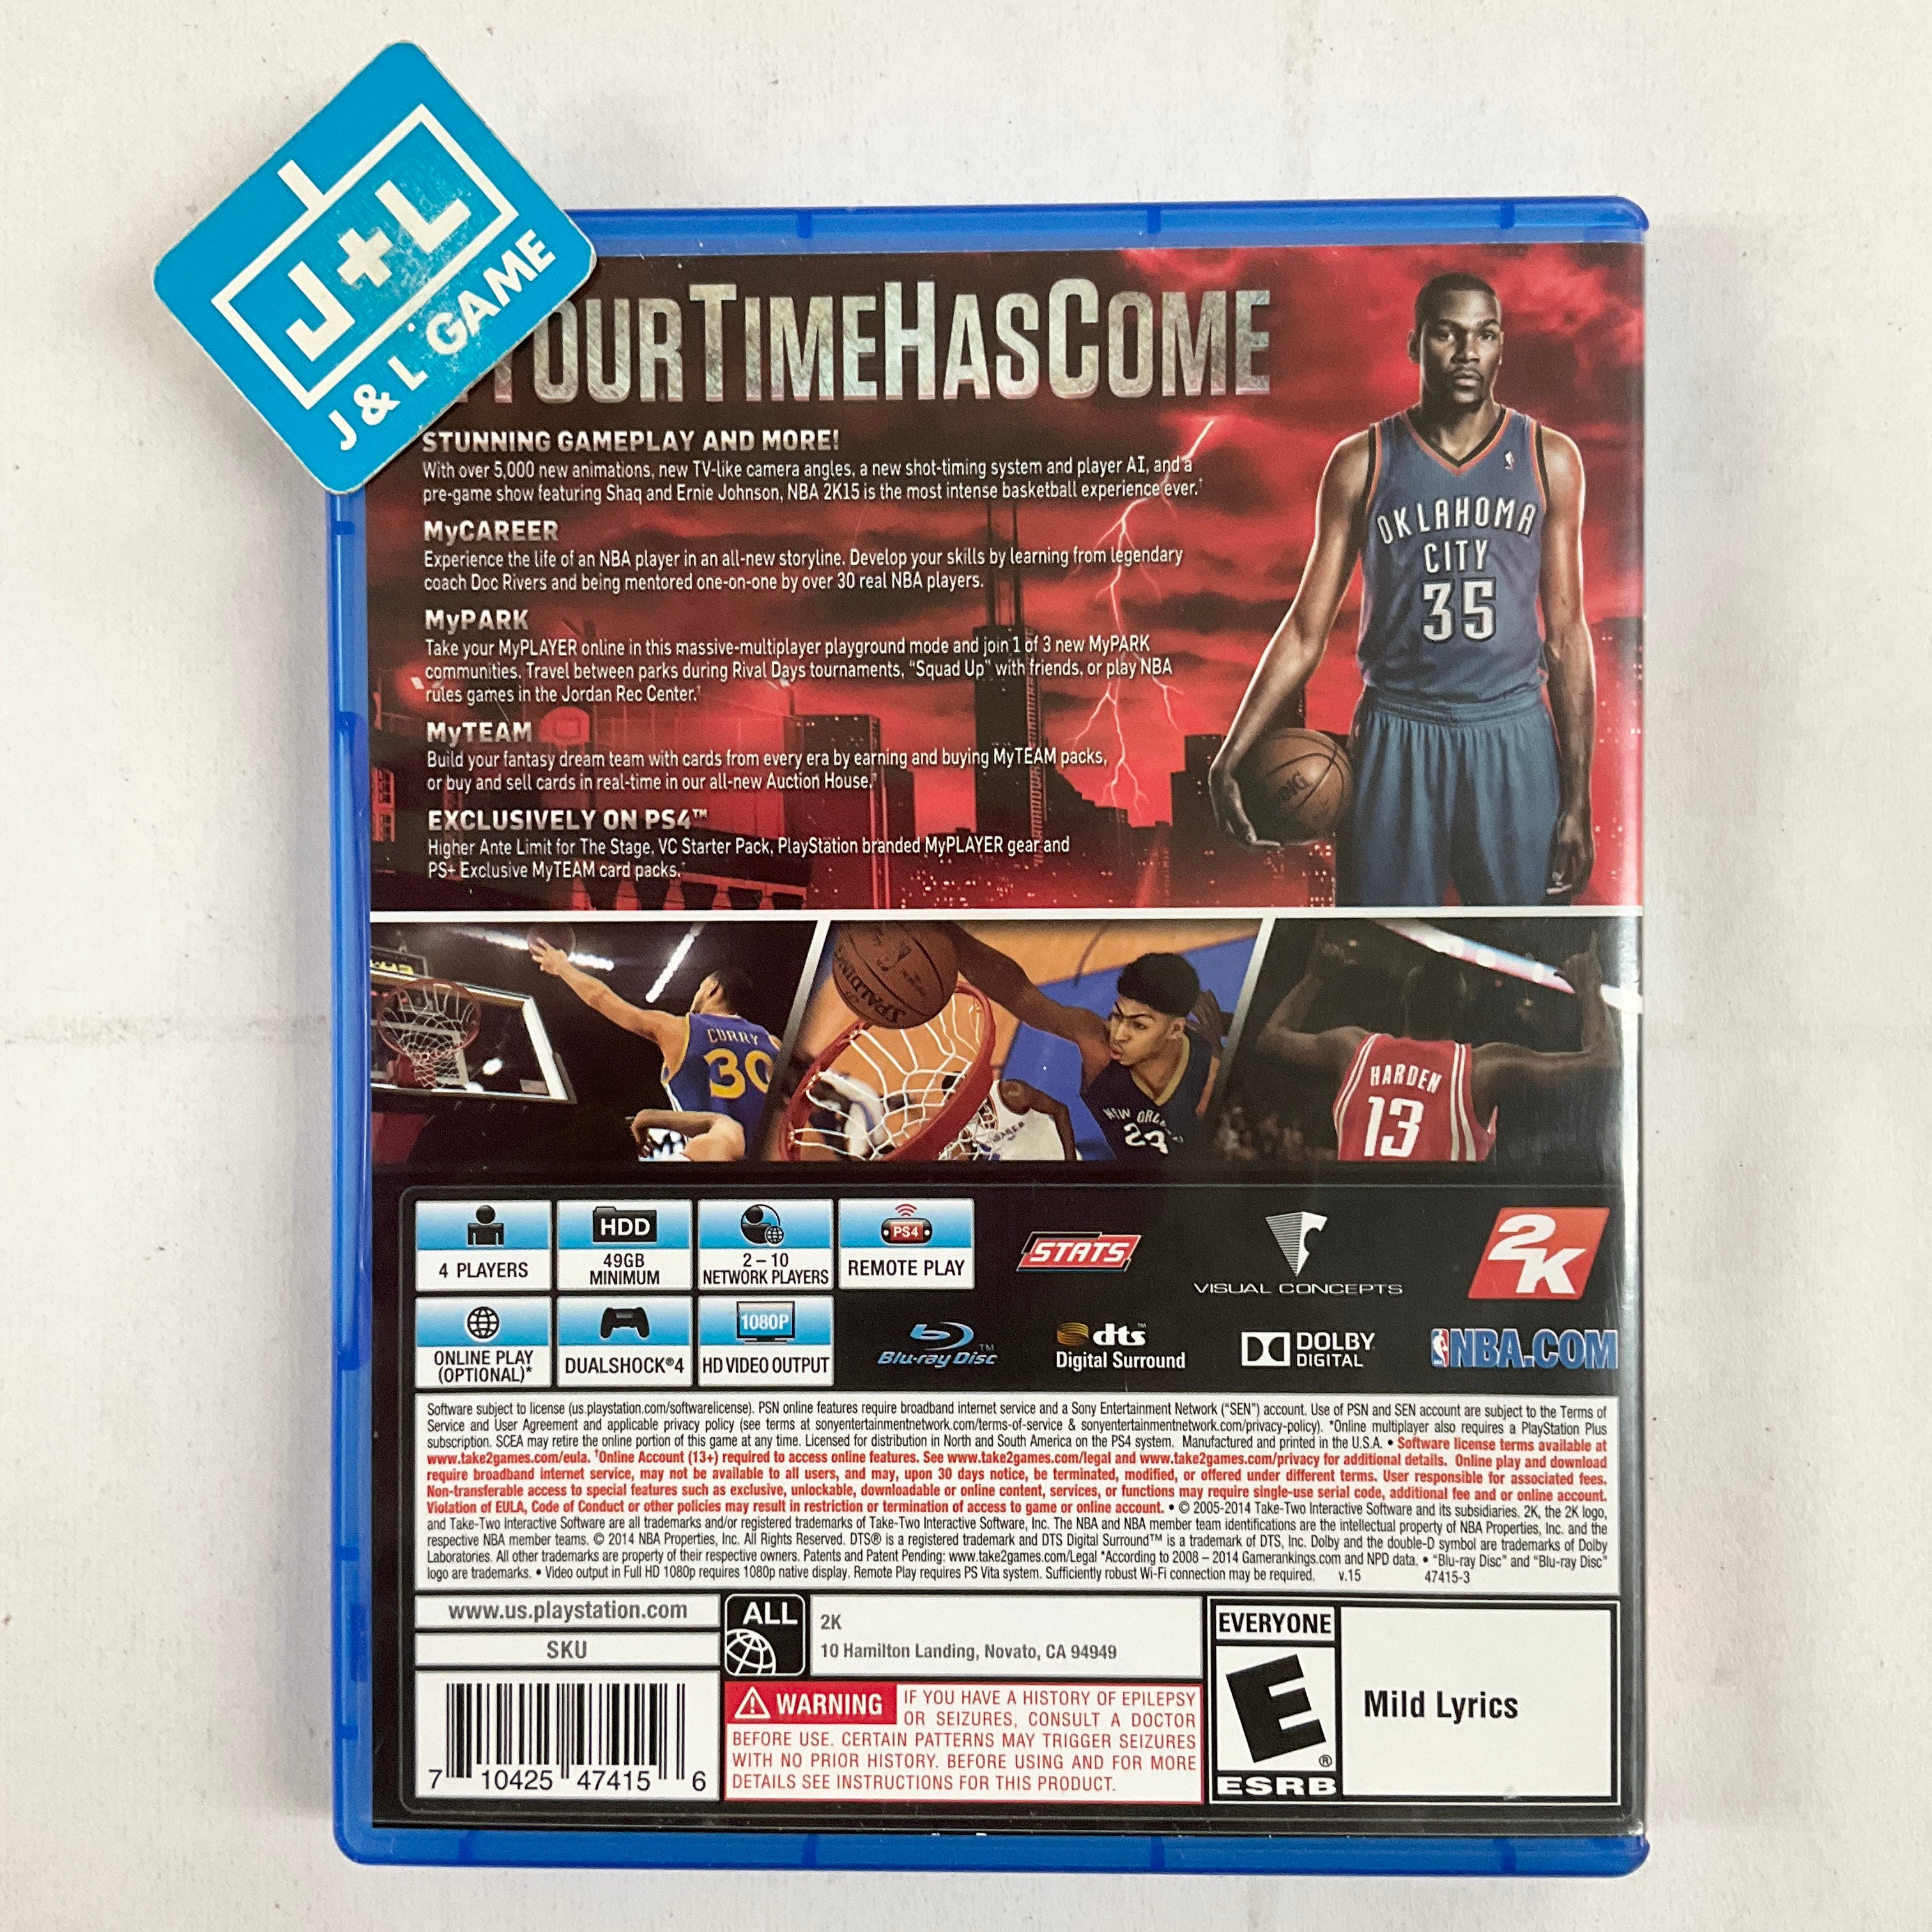 J+L
J & L GAME
YOURTIMEHASCOME
STUNNING GAMEPLAY AND MORE!
With over 5,000 new animations, new TV-like camera angles, a new shot-timing system and player AI, and a
pre-game show featuring Shaq and Ernie Johnson, NBA 2K15 is the most intense basketball experience ever.†
MyCAREER
Experience the life of an NBA player in an all-new storyline. Develop your skills by learning from legendary
coach Doc Rivers and being mentored one-on-one by over 30 real NBA players.
MyPARK
Take your MyPLAYER online in this massive-multiplayer playground mode and join 1 of 3 new MyPARK
communities. Travel between parks during Rival Days tournaments, “Squad Up” with friends, or play NBA
rules games in the Jordan Rec Center.†
MyTEAM
Build your fantasy dream team with cards from every era by earning and buying MyTEAM packs,
or buy and sell cards in real-time in our all-new Auction House.†
EXCLUSIVELY ON PS4™
Higher Ante Limit for The Stage, VC Starter Pack, PlayStation branded MyPLAYER gear and
PS+ Exclusive MyTEAM card packs.†
OKLAHOMA
CITY
35
CURRY
30
SPALDING
NEW ORL
23
HARDEN
13
4 PLAYERS
HDD
49GB
MINIMUM
2 – 10
NETWORK PLAYERS
PS4
REMOTE PLAY
STATS
VISUAL CONCEPTS
2K
ONLINE PLAY
(OPTIONAL)*
DUALSHOCK®4
1080P
HD VIDEO OUTPUT
Blu-ray Disc™
dts™
Digital Surround
DOLBY
DIGITAL
NBA.COM
Software subject to license (us.playstation.com/softwarelicense). PSN online features require broadband internet service and a Sony Entertainment Network (“SEN”) account. Use of PSN and SEN account are subject to the Terms of
Service and User Agreement and applicable privacy policy (see terms at sonyentertainmentnetwork.com/terms-of-service & sonyentertainmentnetwork.com/privacy-policy). *Online multiplayer also requires a PlayStation Plus
subscription. SCEA may retire the online portion of this game at any time. Licensed for distribution in North and South America on the PS4 system. Manufactured and printed in the U.S.A. • Software license terms available at
www.take2games.com/eula. †Online Account (13+) required to access online features. See www.take2games.com/legal and www.take2games.com/privacy for additional details. Online play and download
require broadband internet service, may not be available to all users, and may, upon 30 days notice, be terminated, modified, or offered under different terms. User responsible for associated fees.
Non-transferable access to special features such as exclusive, unlockable, downloadable or online content, services, or functions may require single-use serial code, additional fee and or online account.
Violation of EULA, Code of Conduct or other policies may result in restriction or termination of access to game or online account. • © 2005-2014 Take-Two Interactive Software and its subsidiaries. 2K, the 2K logo,
and Take-Two Interactive Software are all trademarks and/or registered trademarks of Take-Two Interactive Software, Inc. The NBA and NBA member team identifications are the intellectual property of NBA Properties, Inc. and the
respective NBA member teams. © 2014 NBA Properties, Inc. All Rights Reserved. DTS® is a registered trademark and DTS Digital Surround™ is a trademark of DTS, Inc. Dolby and the double-D symbol are trademarks of Dolby
Laboratories. All other trademarks are property of their respective owners. Patents and Patent Pending: www.take2games.com/Legal *According to 2008 – 2014 Gamerankings.com and NPD data. • “Blu-ray Disc” and “Blu-ray Disc”
logo are trademarks. • Video output in Full HD 1080p requires 1080p native display. Remote Play requires PS Vita system. Sufficiently robust Wi-Fi connection may be required. v.15 47415-3
www.us.playstation.com
SKU
7 10425 47415 6
ALL
2K
10 Hamilton Landing, Novato, CA 94949
WARNING IF YOU HAVE A HISTORY OF EPILEPSY
OR SEIZURES, CONSULT A DOCTOR
BEFORE USE. CERTAIN PATTERNS MAY TRIGGER SEIZURES
WITH NO PRIOR HISTORY. BEFORE USING AND FOR MORE
DETAILS SEE INSTRUCTIONS FOR THIS PRODUCT.
EVERYONE
E
®
ESRB
Mild Lyrics